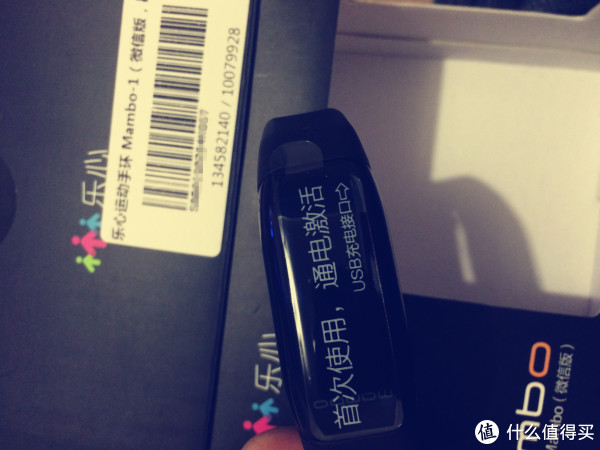 乐心运动手环 Mambo-1（微信版，
134582140 / 10079928
乐心
首次使用，通电激活
USB充电接口
乐心
mbo
Mambo（微信版）
值 什么值得买